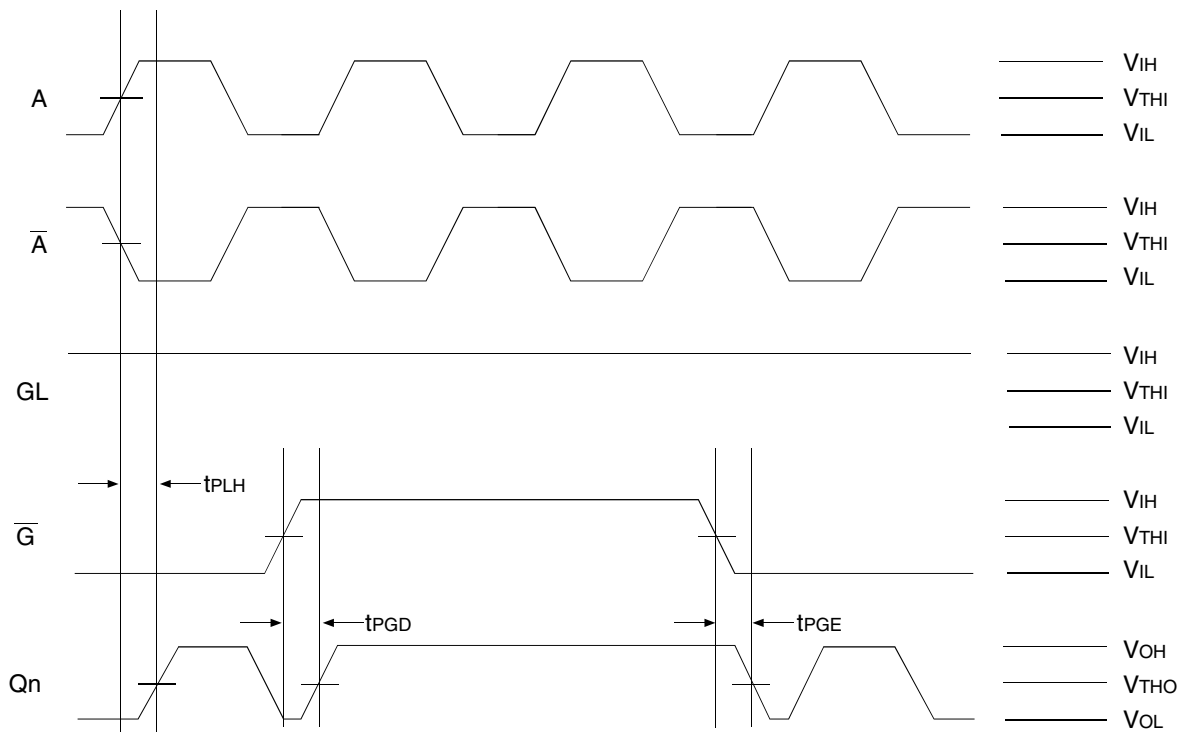 A
VIH
VTHI
VIL
A̅
VIH
VTHI
VIL
GL
VIH
VTHI
VIL
tPLH
G̅
VIH
VTHI
VIL
tPGD
tPGE
Qn
VOH
VTHO
VOL